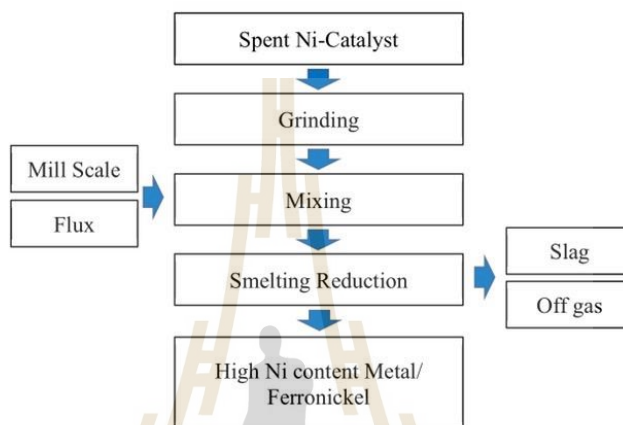 Spent Ni-Catalyst
Grinding
Mill Scale
Flux
Mixing
Smelting Reduction
Slag
Off gas
High Ni content Metal/
Ferronickel